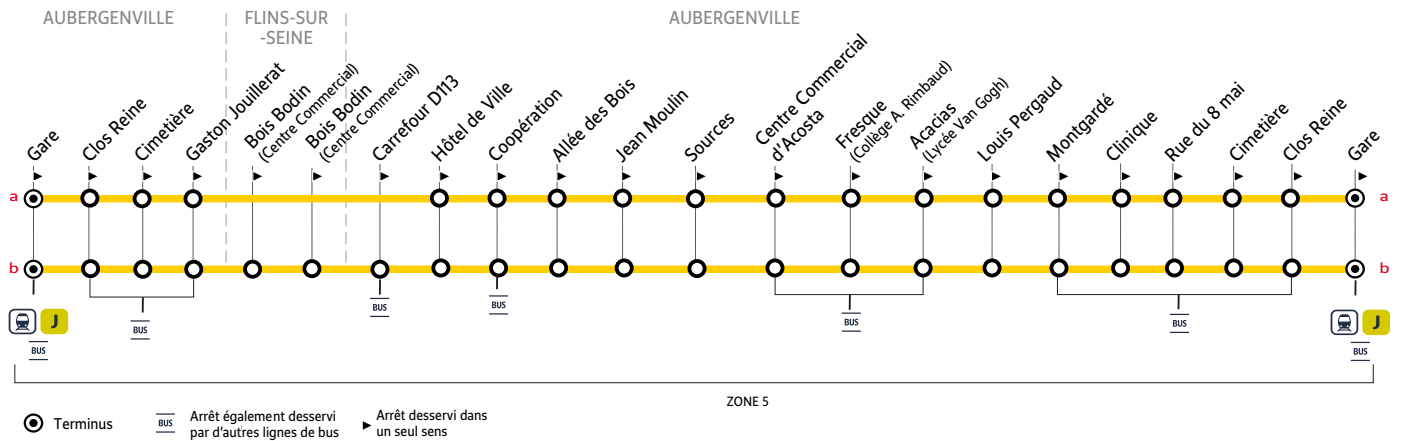 AUBERGENVILLE
FLINS-SUR
-SEINE
AUBERGENVILLE
Gare
Clos Reine
Cimetière
Gaston Jouillerat
Bois Bodin
(Centre Commercial)
Bois Bodin
(Centre Commercial)
Carrefour D113
Hôtel de Ville
Coopération
Allée des Bois
Jean Moulin
Sources
Centre Commercial
d'Acosta
Fresque
(Collège A. Rimbaud)
Acacias
(Lycée Van Gogh)
Louis Pergaud
Montgardé
Clinique
Rue du 8 mai
Cimetière
Clos Reine
Gare
a
a
b
b
BUS
BUS
BUS
BUS
BUS
J
J
BUS
BUS
ZONE 5
Terminus
BUS
Arrêt également desservi
par d'autres lignes de bus
Arrêt desservi dans
un seul sens